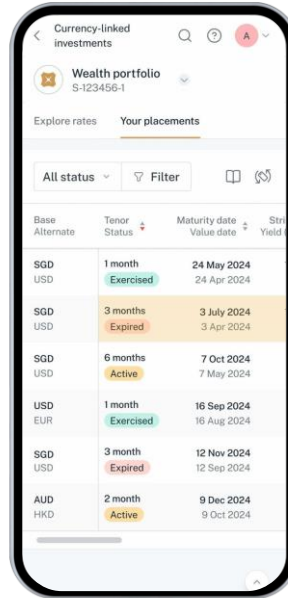 Currency-linked
investments
A
Wealth portfolio
S-123456-1
Explore rates Your placements
All status Filter
Base Tenor Maturity date Stri
Alternate Status Value date Yield (
SGD 1 month 24 May 2024
USD Exercised 24 Apr 2024
SGD 3 months 3 July 2024
USD Expired 3 Apr 2024
SGD 6 months 7 Oct 2024
USD Active 7 May 2024
USD 1 month 16 Sep 2024
EUR Exercised 16 Aug 2024
SGD 3 month 12 Nov 2024
USD Expired 12 Sep 2024
AUD 2 month 9 Dec 2024
HKD Active 9 Oct 2024